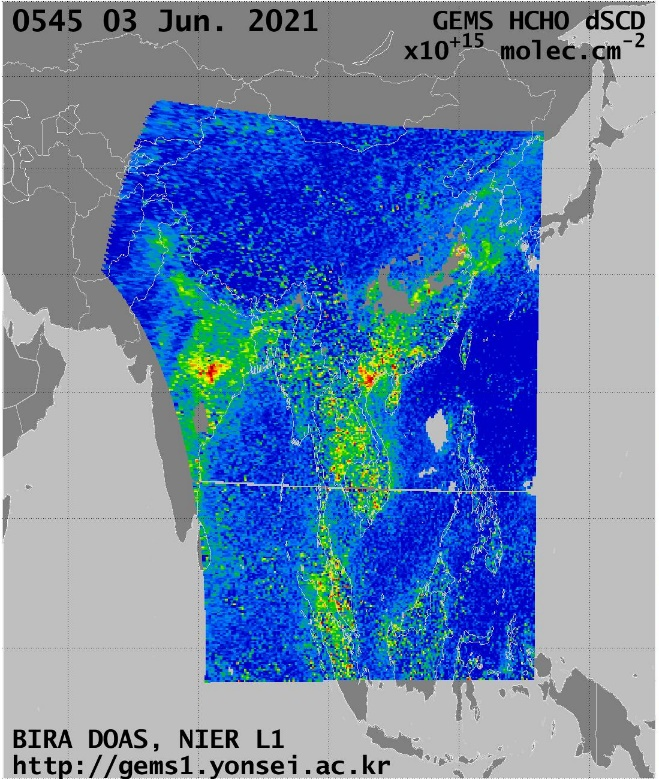 0545 03 Jun. 2021
GEMS HCHO dSCD
x10+15 molec.cm-2
BIRA DOAS, NIER L1
http://gems1.yonsei.ac.kr